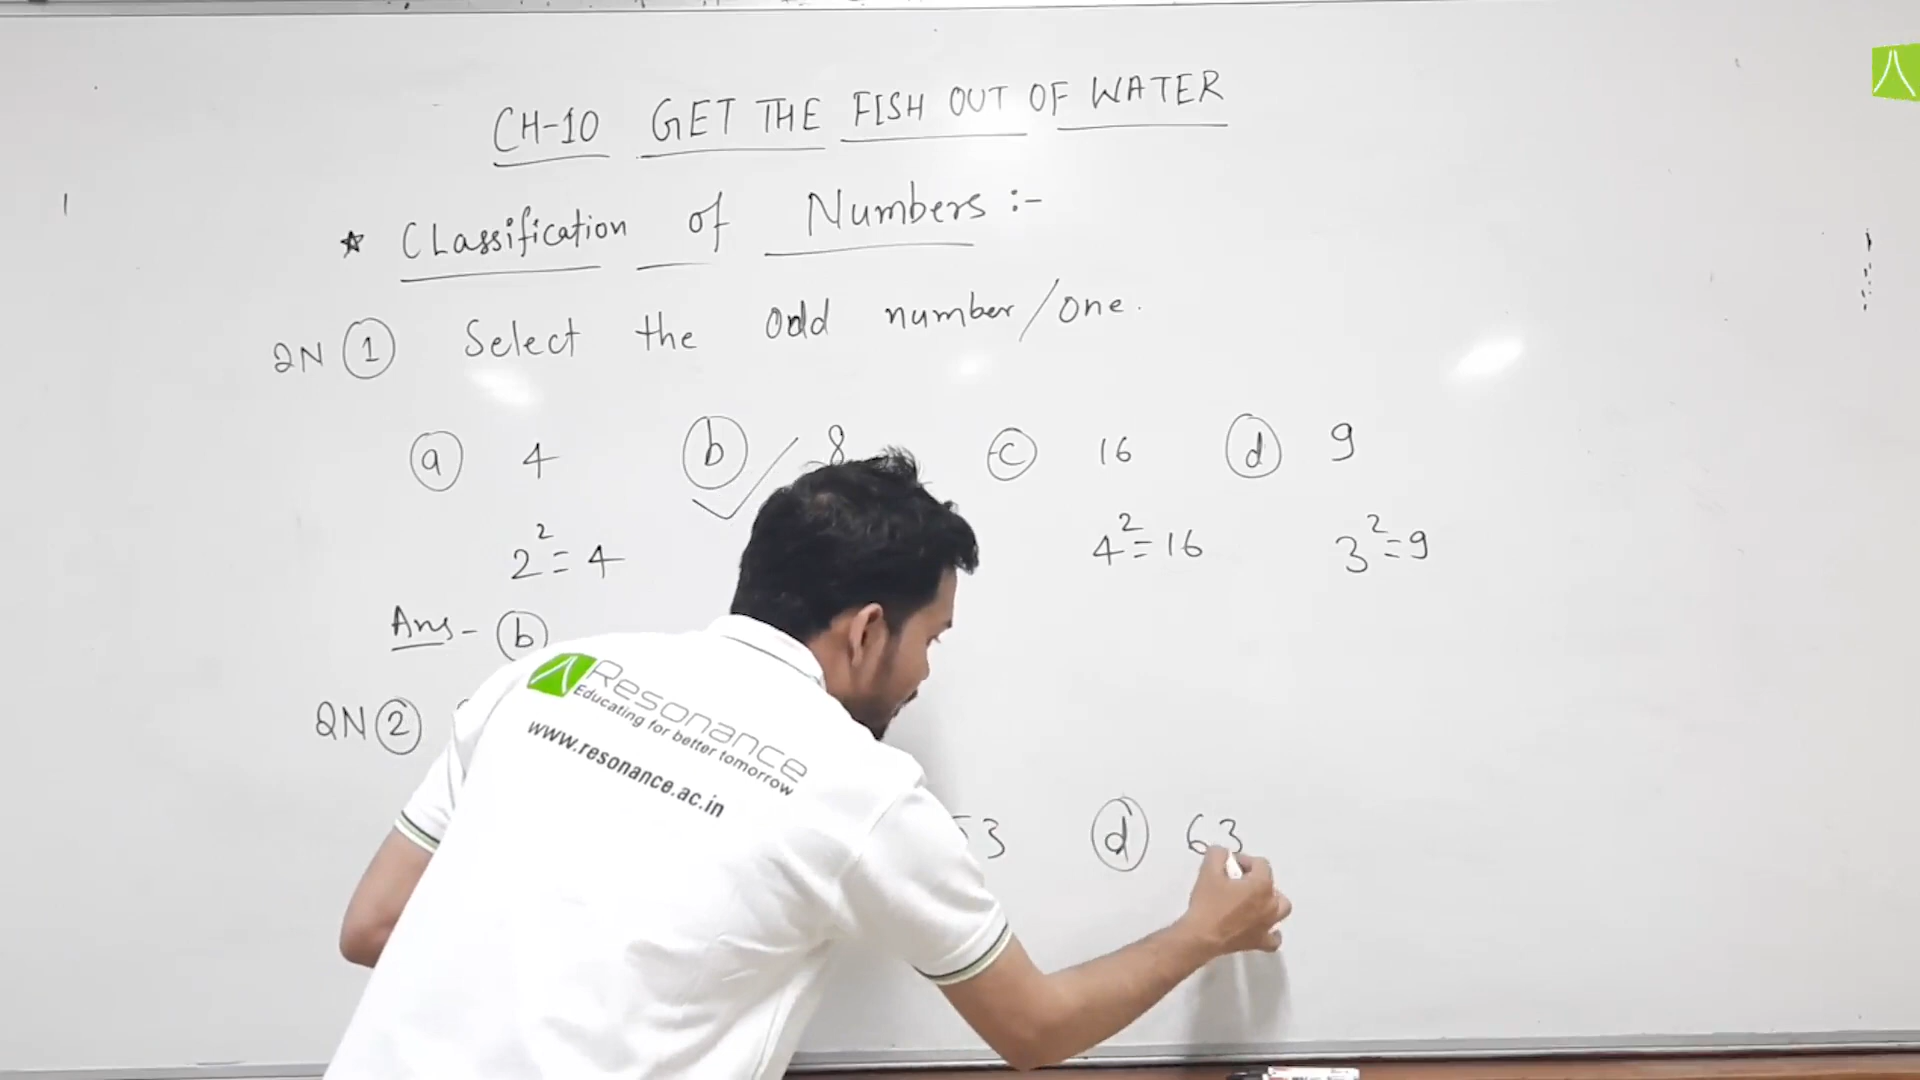 CH-10 GET THE FISH OUT OF WATER
* CLassification of Numbers :-
QN 1 Select the Odd number/one.
a 4 b 8 c 16 d 9
2² = 4 4² = 16 3² = 9
Ans - b
QN 2
53 d 63
Resonance
Educating for better tomorrow
www.resonance.ac.in